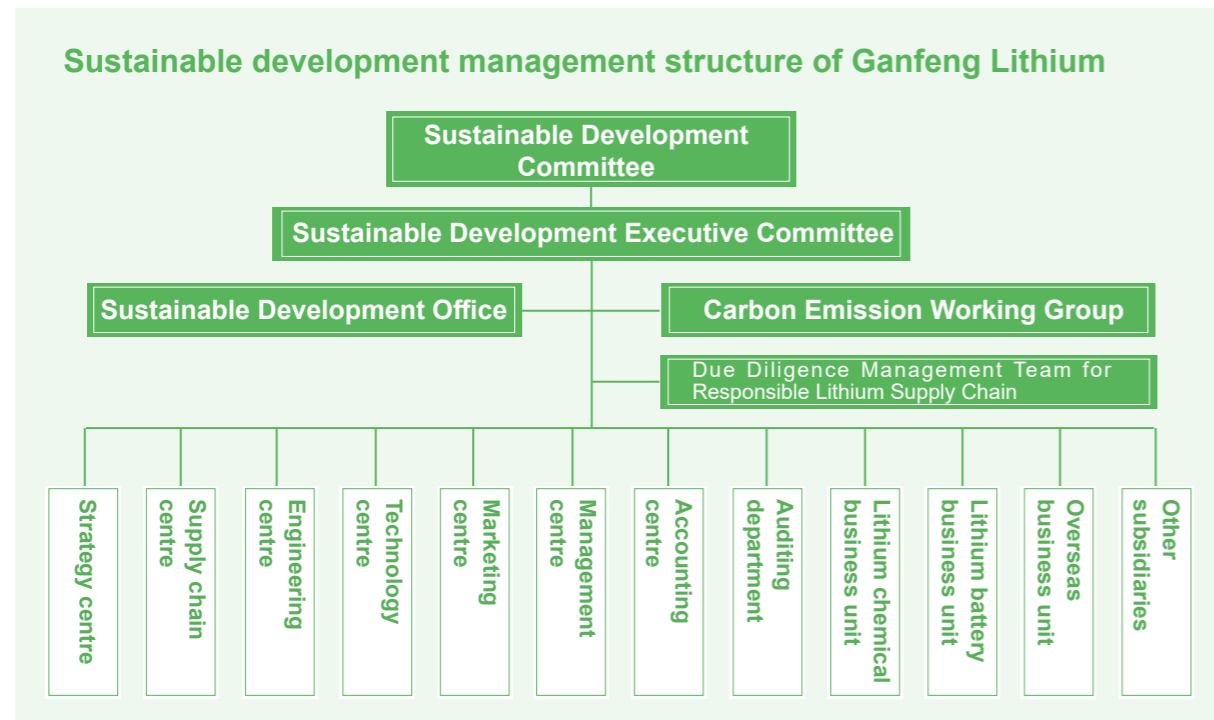 Sustainable development management structure of Ganfeng Lithium
Sustainable Development
Committee
Sustainable Development Executive Committee
Sustainable Development Office
Carbon Emission Working Group
Due Diligence Management Team for
Responsible Lithium Supply Chain
Strategy centre
Supply chain
centre
Engineering
centre
Technology
centre
Marketing
centre
Management
centre
Accounting
centre
Auditing
department
Lithium chemical
business unit
Lithium battery
business unit
Overseas
business unit
Other
subsidiaries